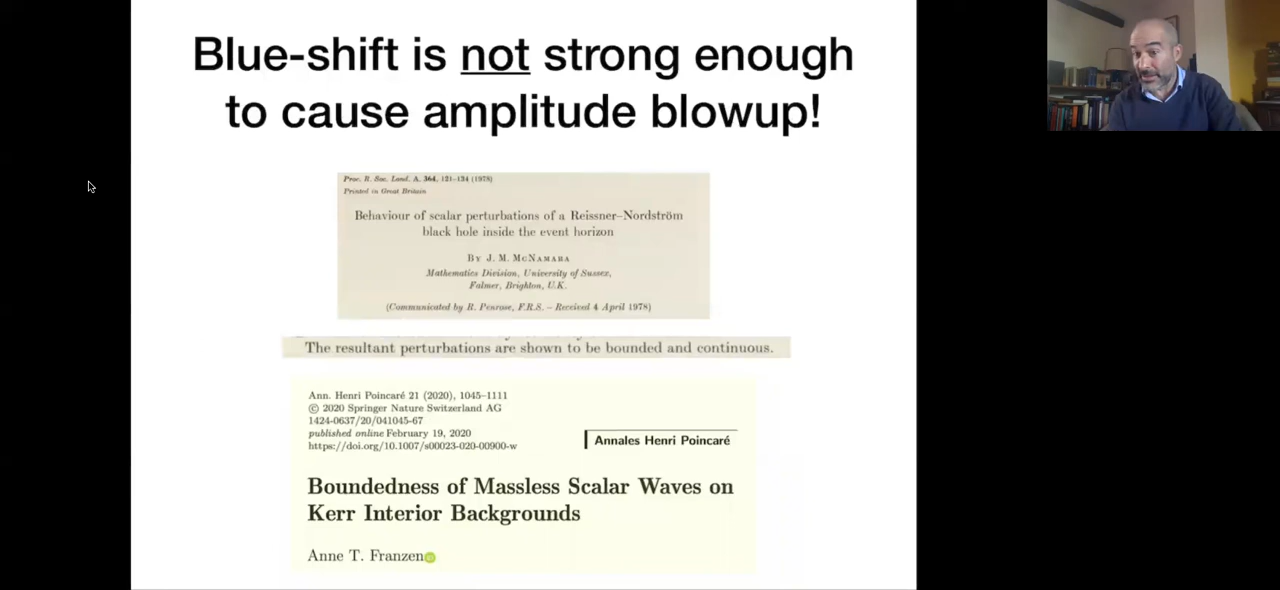 Blue-shift is not strong enough
to cause amplitude blowup!
Proc. R. Soc. Lond. A. 364, 121–134 (1978)
Printed in Great Britain
Behaviour of scalar perturbations of a Reissner–Nordström
black hole inside the event horizon
By J. M. McNamara
Mathematics Division, University of Sussex,
Falmer, Brighton, U.K.
(Communicated by R. Penrose, F.R.S. – Received 4 April 1978)
The resultant perturbations are shown to be bounded and continuous.
Ann. Henri Poincaré 21 (2020), 1045–1111
© 2020 Springer Nature Switzerland AG
1424-0637/20/041045-67
published online February 19, 2020
https://doi.org/10.1007/s00023-020-00900-w
Annales Henri Poincaré
Boundedness of Massless Scalar Waves on
Kerr Interior Backgrounds
Anne T. Franzen